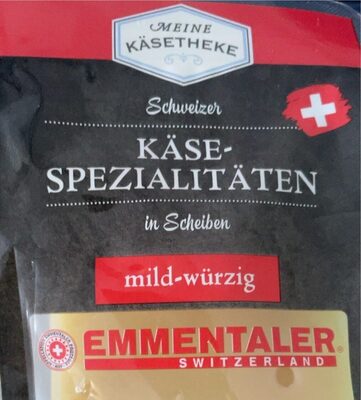 MEINE
KÄSETHEKE
Schweizer
KÄSE-
SPEZIALITÄTEN
in Scheiben
mild-würzig
EMMENTALER®
SWITZERLAND